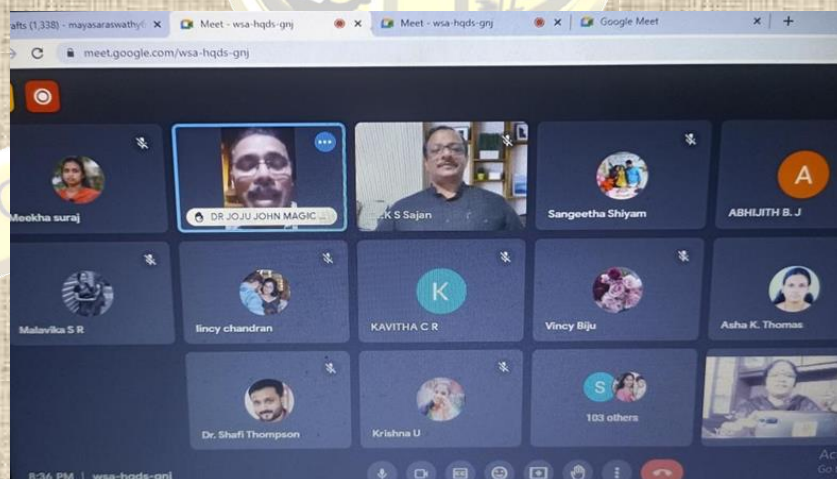 afts (1,338) - mayasaraswathy
Meet - wsa-hqds-gnj
Meet - wsa-hqds-gnj
Google Meet
meet.google.com/wsa-hqds-gnj
Meekha suraj
DR JOJU JOHN MAGIC ...
K S Sajan
Sangeetha Shiyam
A
ABHIJITH B. J
Malavika S R
lincy chandran
K
KAVITHA C R
Vincy Biju
Asha K. Thomas
Dr. Shafi Thompson
Krishna U
S
103 others
8:36 PM | wsa-hqds-gnj
Ac
Go